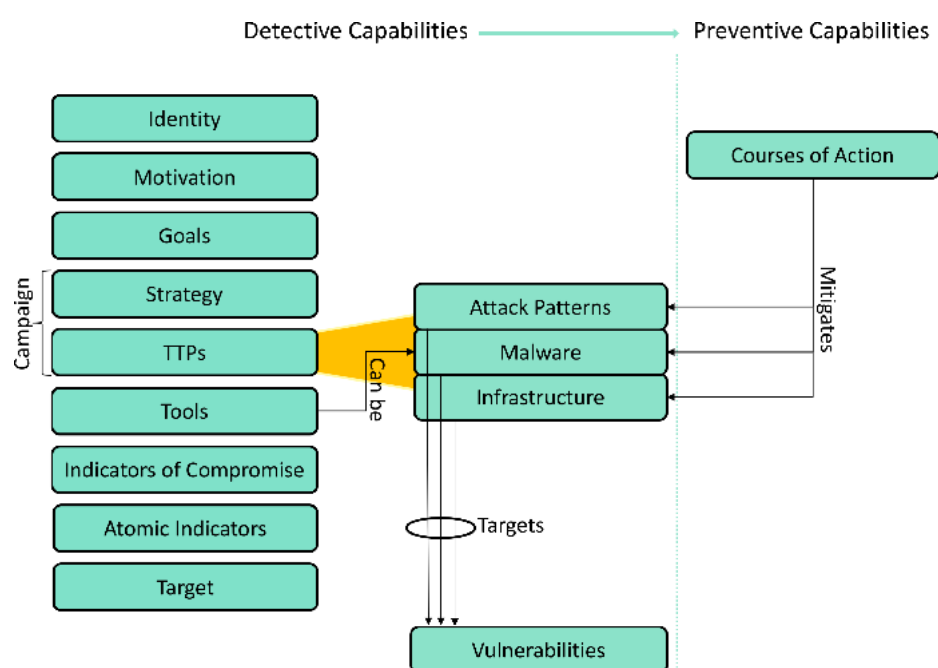 Detective Capabilities
Preventive Capabilities
Identity
Motivation
Goals
Strategy
TTPs
Campaign
Tools
Indicators of Compromise
Atomic Indicators
Target
Can be
Attack Patterns
Malware
Infrastructure
Targets
Vulnerabilities
Courses of Action
Mitigates